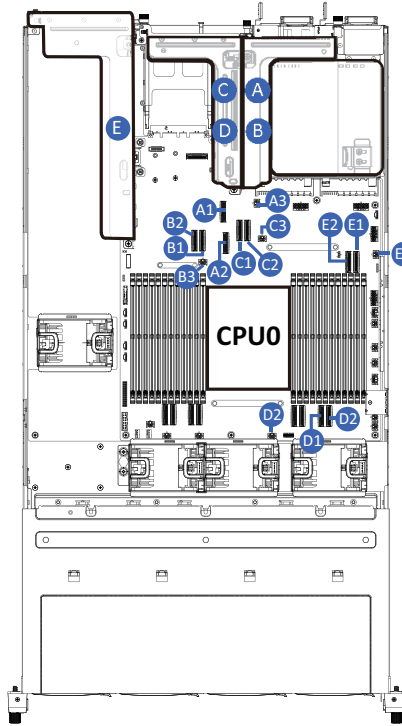 C A
E D B
A1 A3
B2 C3
B1 E2 E1
A2 C1 C2 E
B3
CPU0
D2 D2
D1